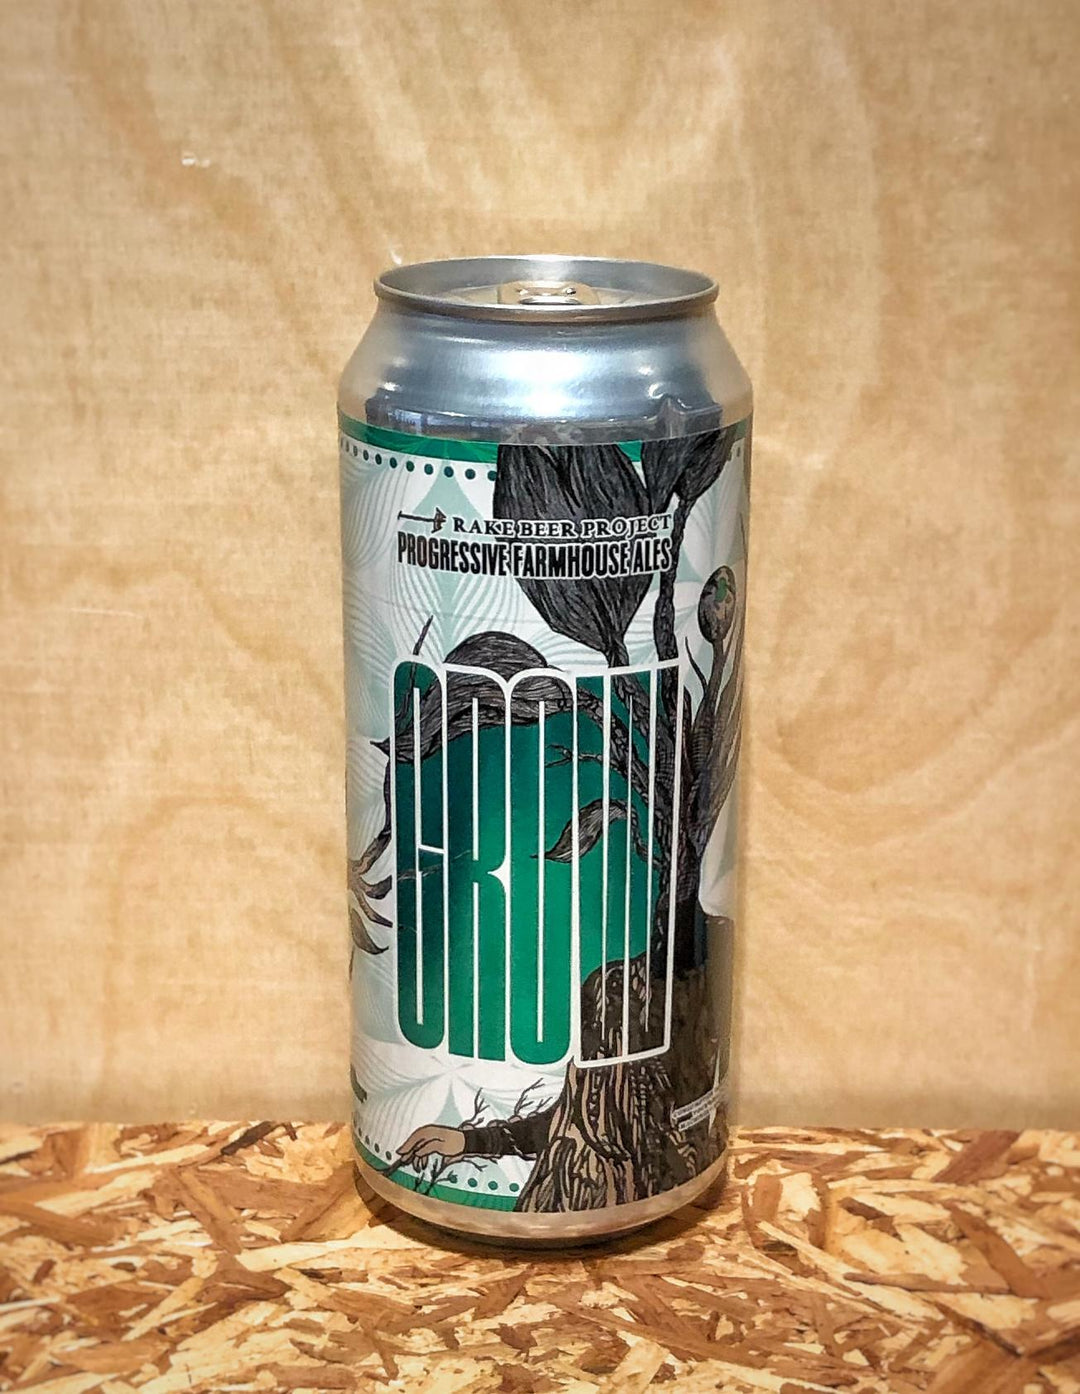 RAKE BEER PROJECT
PROGRESSIVE FARMHOUSE ALES
GROW